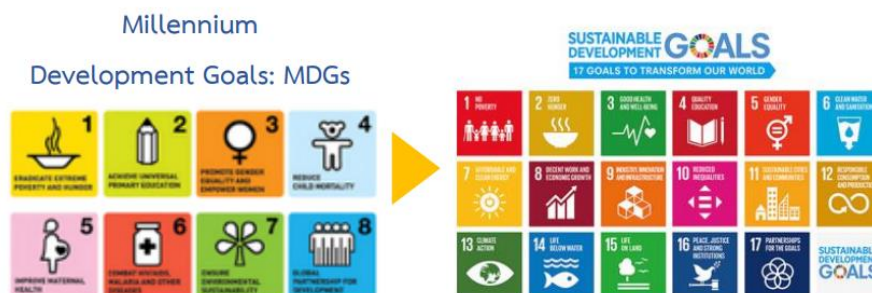 Millennium
Development Goals: MDGs
1
ERADICATE EXTREME
POVERTY AND HUNGER
2
ACHIEVE UNIVERSAL
PRIMARY EDUCATION
3
PROMOTE GENDER
EQUALITY AND
EMPOWER WOMEN
4
REDUCE
CHILD MORTALITY
5
IMPROVE MATERNAL
HEALTH
6
COMBAT HIV/AIDS,
MALARIA AND OTHER
DISEASES
7
ENSURE
ENVIRONMENTAL
SUSTAINABILITY
8
GLOBAL
PARTNERSHIP FOR
DEVELOPMENT
SUSTAINABLE
DEVELOPMENT GOALS
17 GOALS TO TRANSFORM OUR WORLD
1 NO
POVERTY
2 ZERO
HUNGER
3 GOOD HEALTH
AND WELL-BEING
4 QUALITY
EDUCATION
5 GENDER
EQUALITY
6 CLEAN WATER
AND SANITATION
7 AFFORDABLE AND
CLEAN ENERGY
8 DECENT WORK AND
ECONOMIC GROWTH
9 INDUSTRY, INNOVATION
AND INFRASTRUCTURE
10 REDUCED
INEQUALITIES
11 SUSTAINABLE CITIES
AND COMMUNITIES
12 RESPONSIBLE
CONSUMPTION
AND PRODUCTION
13 CLIMATE
ACTION
14 LIFE
BELOW WATER
15 LIFE
ON LAND
16 PEACE, JUSTICE
AND STRONG
INSTITUTIONS
17 PARTNERSHIPS
FOR THE GOALS
SUSTAINABLE
DEVELOPMENT
GOALS